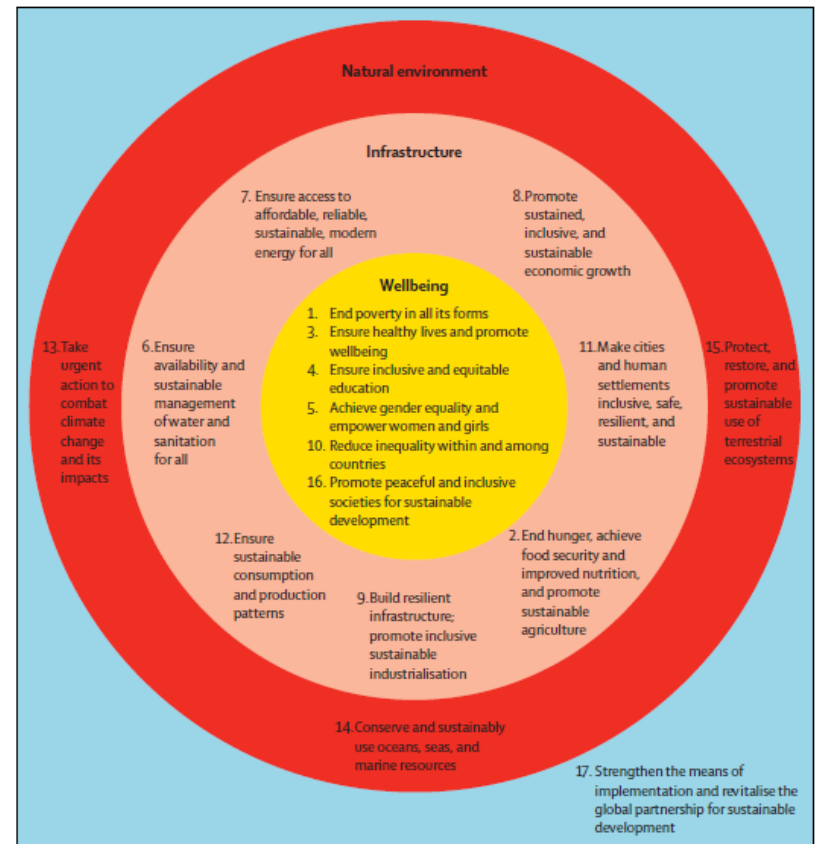 Natural environment
Infrastructure
7. Ensure access to
affordable, reliable,
sustainable, modern
energy for all
8.Promote
sustained,
inclusive, and
sustainable
economic growth
Wellbeing
1. End poverty in all its forms
3. Ensure healthy lives and promote
wellbeing
4. Ensure inclusive and equitable
education
5. Achieve gender equality and
empower women and girls
10. Reduce inequality within and among
countries
16. Promote peaceful and inclusive
societies for sustainable
development
13.Take
urgent
action to
combat
climate
change
and its
impacts
6.Ensure
availability and
sustainable
management
of water and
sanitation
for all
11.Make cities
and human
settlements
inclusive, safe,
resilient, and
sustainable
15.Protect,
restore, and
promote
sustainable
use of
terrestrial
ecosystems
12.Ensure
sustainable
consumption
and production
patterns
9.Build resilient
infrastructure;
promote inclusive
sustainable
industrialisation
2.End hunger, achieve
food security and
improved nutrition,
and promote
sustainable
agriculture
14.Conserve and sustainably
use oceans, seas, and
marine resources
17. Strengthen the means of
implementation and revitalise the
global partnership for sustainable
development